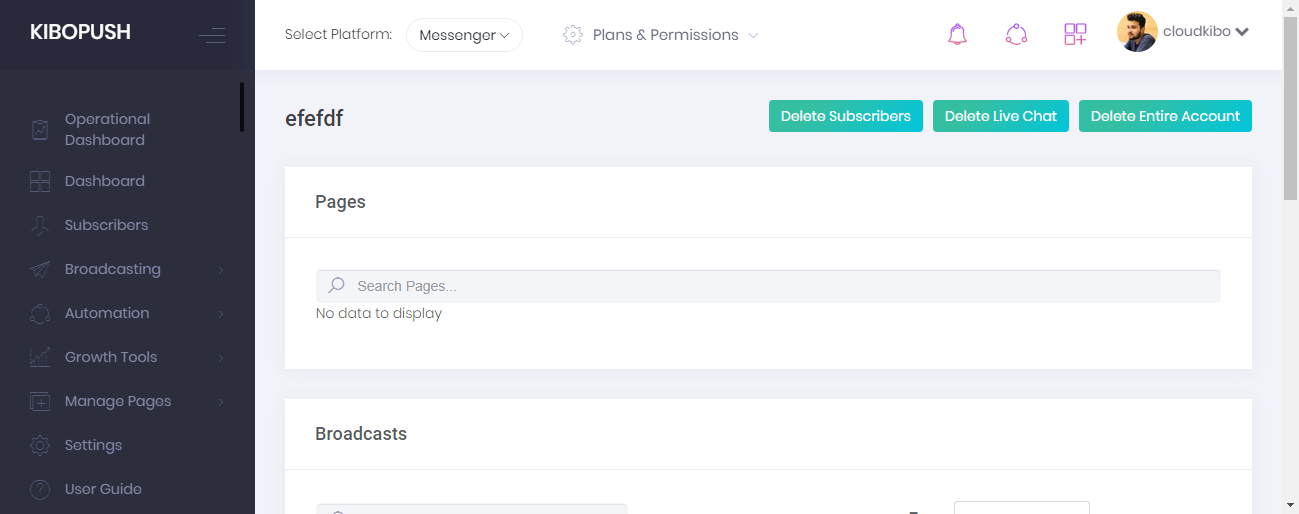 KIBOPUSH
Select Platform: Messenger Plans & Permissions cloudkibo
Operational
Dashboard
Dashboard
Subscribers
Broadcasting
Automation
Growth Tools
Manage Pages
Settings
User Guide
efefdf
Delete Subscribers Delete Live Chat Delete Entire Account
Pages
Search Pages...
No data to display
Broadcasts